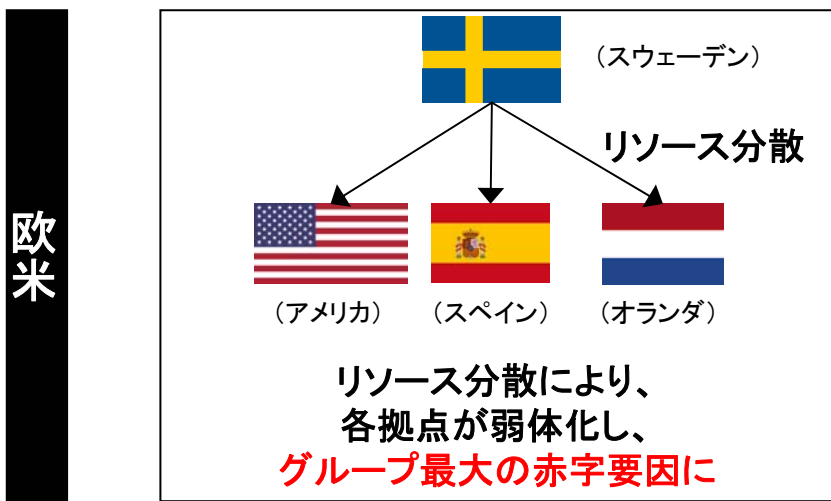 欧米
（スウェーデン）
リソース分散
（アメリカ）
（スペイン）
（オランダ）
リソース分散により、
各拠点が弱体化し、
グループ最大の赤字要因に